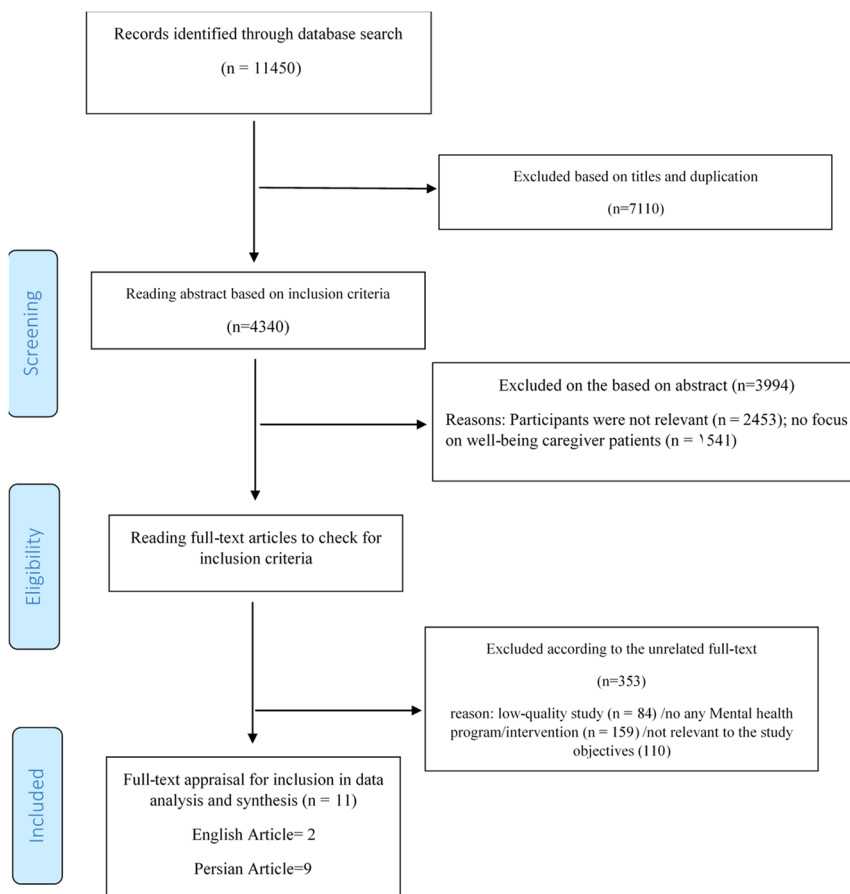 Records identified through database search
(n = 11450)
Excluded based on titles and duplication
(n=7110)
Screening
Reading abstract based on inclusion criteria
(n=4340)
Excluded on the based on abstract (n=3994)
Reasons: Participants were not relevant (n = 2453); no focus
on well-being caregiver patients (n = ۱541)
Eligibility
Reading full-text articles to check for
inclusion criteria
Excluded according to the unrelated full-text
(n=353)
reason: low-quality study (n = 84) /no any Mental health
program/intervention (n = 159) /not relevant to the study
objectives (110)
Included
Full-text appraisal for inclusion in data
analysis and synthesis (n = 11)
English Article= 2
Persian Article=9